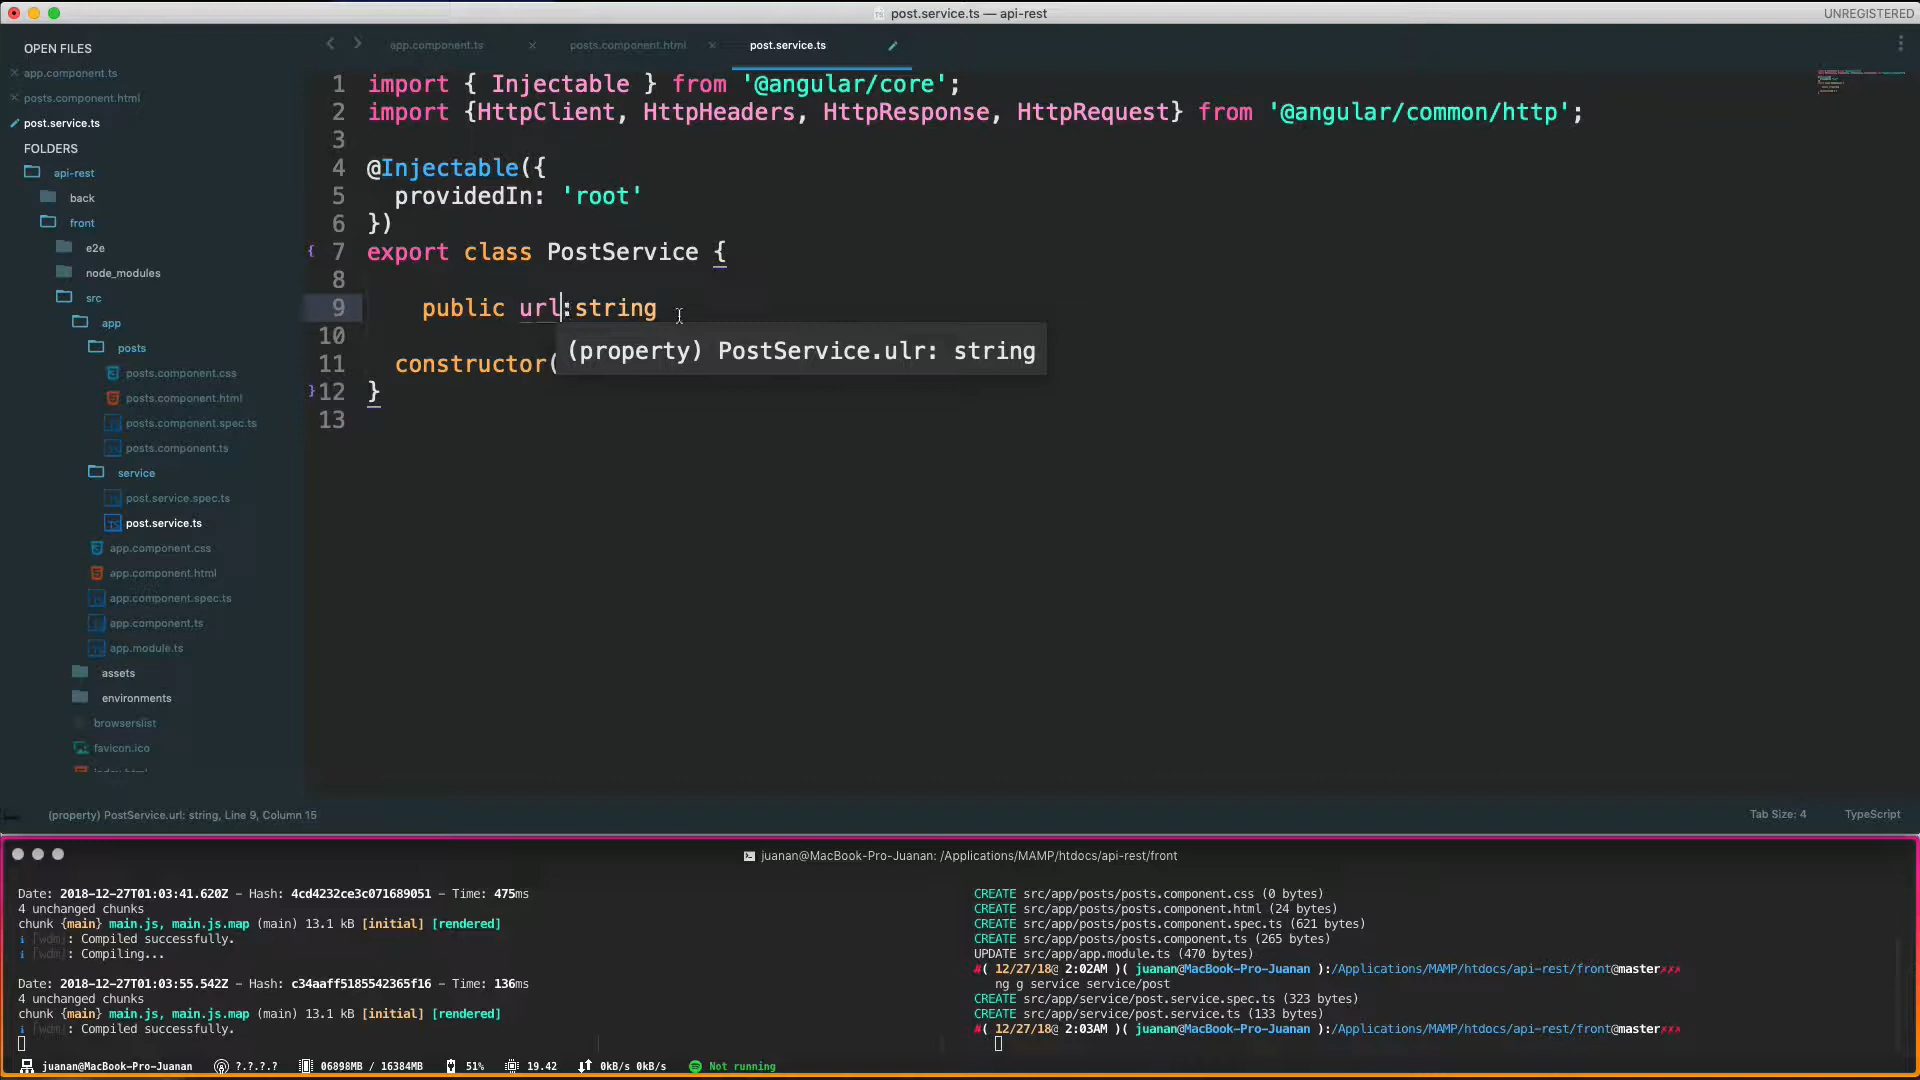 post.service.ts — api-rest
UNREGISTERED
OPEN FILES
app.component.ts
posts.component.html
post.service.ts
FOLDERS
api-rest
back
front
e2e
node_modules
src
app
posts
posts.component.css
posts.component.html
posts.component.spec.ts
posts.component.ts
service
post.service.spec.ts
post.service.ts
app.component.css
app.component.html
app.component.spec.ts
app.component.ts
app.module.ts
assets
environments
browserslist
favicon.ico
app.component.ts
posts.component.html
post.service.ts
1 import { Injectable } from '@angular/core';
2 import {HttpClient, HttpHeaders, HttpResponse, HttpRequest} from '@angular/common/http';
3
4 @Injectable({
5 providedIn: 'root'
6 })
7 export class PostService {
8
9 public url:string
10
(property) PostService.ulr: string
11 constructor(
12 }
13
(property) PostService.url: string, Line 9, Column 15
Tab Size: 4
TypeScript
juanan@MacBook-Pro-Juanan: /Applications/MAMP/htdocs/api-rest/front
Date: 2018-12-27T01:03:41.620Z - Hash: 4cd4232ce3c071689051 - Time: 475ms
4 unchanged chunks
chunk {main} main.js, main.js.map (main) 13.1 kB [initial] [rendered]
i ｢wdm｣: Compiled successfully.
i ｢wdm｣: Compiling...
Date: 2018-12-27T01:03:55.542Z - Hash: c34aaff5185542365f16 - Time: 136ms
4 unchanged chunks
chunk {main} main.js, main.js.map (main) 13.1 kB [initial] [rendered]
i ｢wdm｣: Compiled successfully.
CREATE src/app/posts/posts.component.css (0 bytes)
CREATE src/app/posts/posts.component.html (24 bytes)
CREATE src/app/posts/posts.component.spec.ts (621 bytes)
CREATE src/app/posts/posts.component.ts (265 bytes)
UPDATE src/app/app.module.ts (470 bytes)
#( 12/27/18@ 2:02AM )( juanan@MacBook-Pro-Juanan ):/Applications/MAMP/htdocs/api-rest/front@master✗✗✗
ng g service service/post
CREATE src/app/service/post.service.spec.ts (323 bytes)
CREATE src/app/service/post.service.ts (133 bytes)
#( 12/27/18@ 2:03AM )( juanan@MacBook-Pro-Juanan ):/Applications/MAMP/htdocs/api-rest/front@master✗✗✗
juanan@MacBook-Pro-Juanan ?.?.?.? 06898MB / 16384MB 51% 19.42 0kB/s 0kB/s Not running